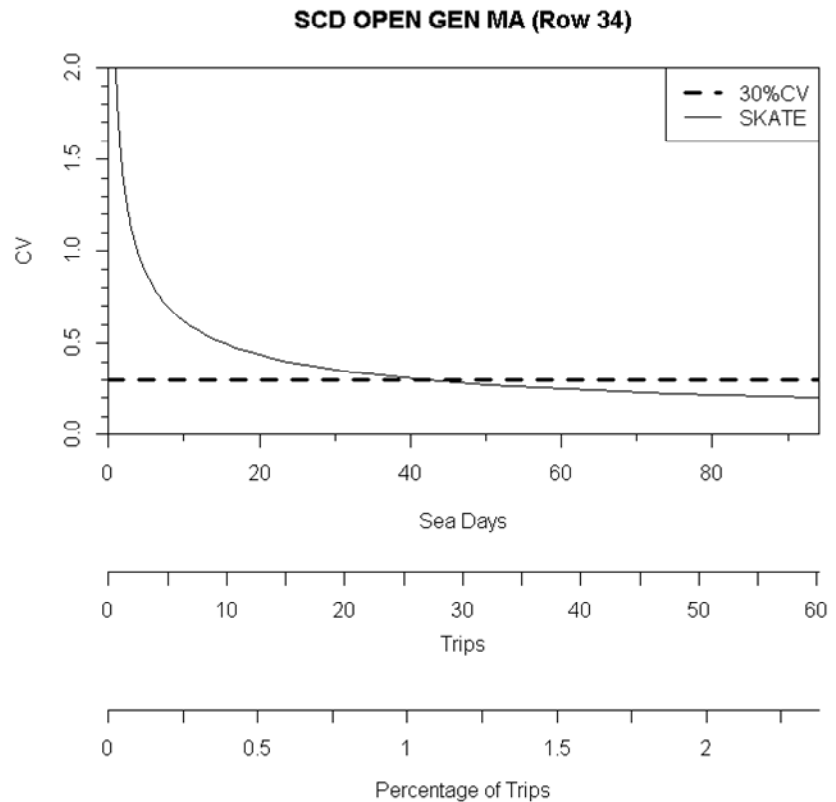 SCD OPEN GEN MA (Row 34)
2.0
1.5
1.0
0.5
0.0
CV
30%CV
SKATE
0 20 40 60 80
Sea Days
0 10 20 30 40 50 60
Trips
0 0.5 1 1.5 2
Percentage of Trips